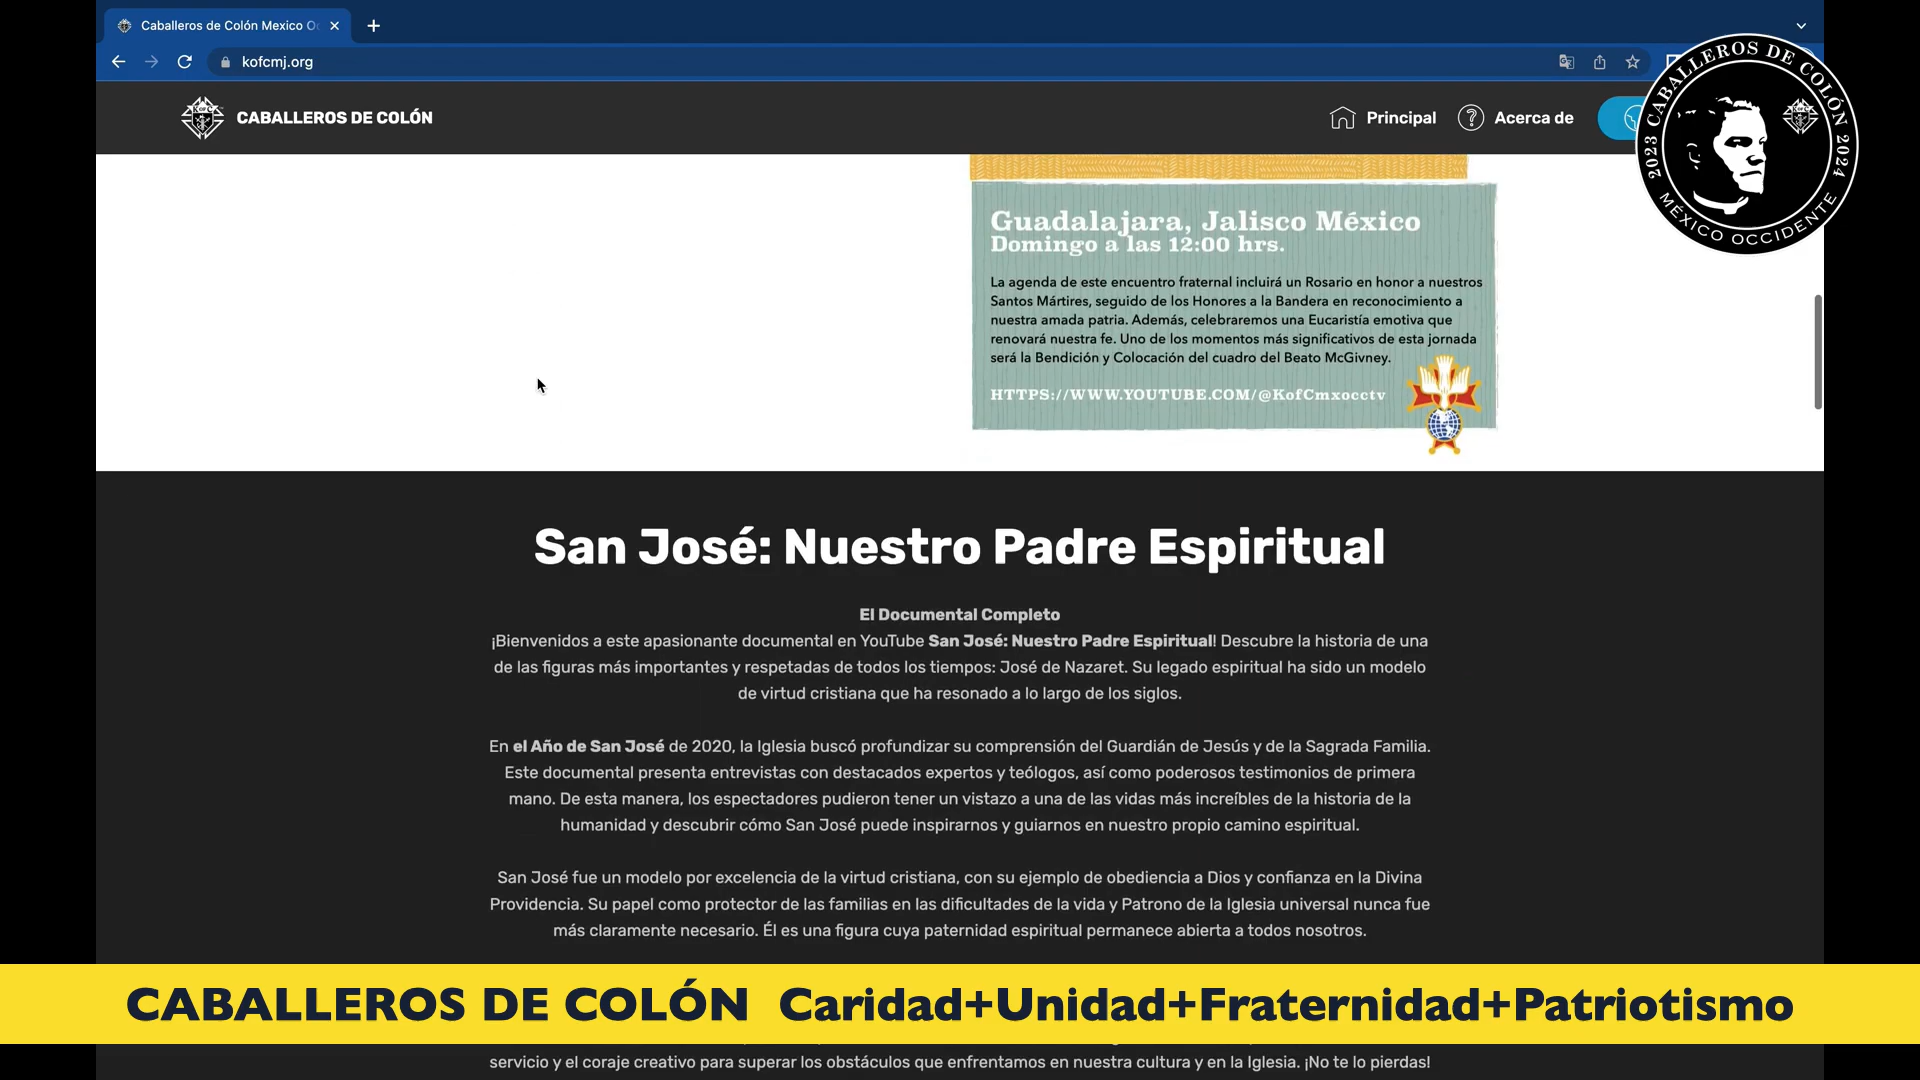 Caballeros de Colón Mexico O
kofcmj.org
CABALLEROS DE COLÓN
Principal
Acerca de
CABALLEROS DE COLÓN
2023
2024
MÉXICO OCCIDENTE
Guadalajara, Jalisco México
Domingo a las 12:00 hrs.
La agenda de este encuentro fraternal incluirá un Rosario en honor a nuestros
Santos Mártires, seguido de los Honores a la Bandera en reconocimiento a
nuestra amada patria. Además, celebraremos una Eucaristía emotiva que
renovará nuestra fe. Uno de los momentos más significativos de esta jornada
será la Bendición y Colocación del cuadro del Beato McGivney.
HTTPS://WWW.YOUTUBE.COM/@KofCmxocctv
San José: Nuestro Padre Espiritual
El Documental Completo
¡Bienvenidos a este apasionante documental en YouTube San José: Nuestro Padre Espiritual! Descubre la historia de una
de las figuras más importantes y respetadas de todos los tiempos: José de Nazaret. Su legado espiritual ha sido un modelo
de virtud cristiana que ha resonado a lo largo de los siglos.
En el Año de San José de 2020, la Iglesia buscó profundizar su comprensión del Guardián de Jesús y de la Sagrada Familia.
Este documental presenta entrevistas con destacados expertos y teólogos, así como poderosos testimonios de primera
mano. De esta manera, los espectadores pudieron tener un vistazo a una de las vidas más increíbles de la historia de la
humanidad y descubrir cómo San José puede inspirarnos y guiarnos en nuestro propio camino espiritual.
San José fue un modelo por excelencia de la virtud cristiana, con su ejemplo de obediencia a Dios y confianza en la Divina
Providencia. Su papel como protector de las familias en las dificultades de la vida y Patrono de la Iglesia universal nunca fue
más claramente necesario. Él es una figura cuya paternidad espiritual permanece abierta a todos nosotros.
CABALLEROS DE COLÓN Caridad+Unidad+Fraternidad+Patriotismo
servicio y el coraje creativo para superar los obstáculos que enfrentamos en nuestra cultura y en la Iglesia. ¡No te lo pierdas!